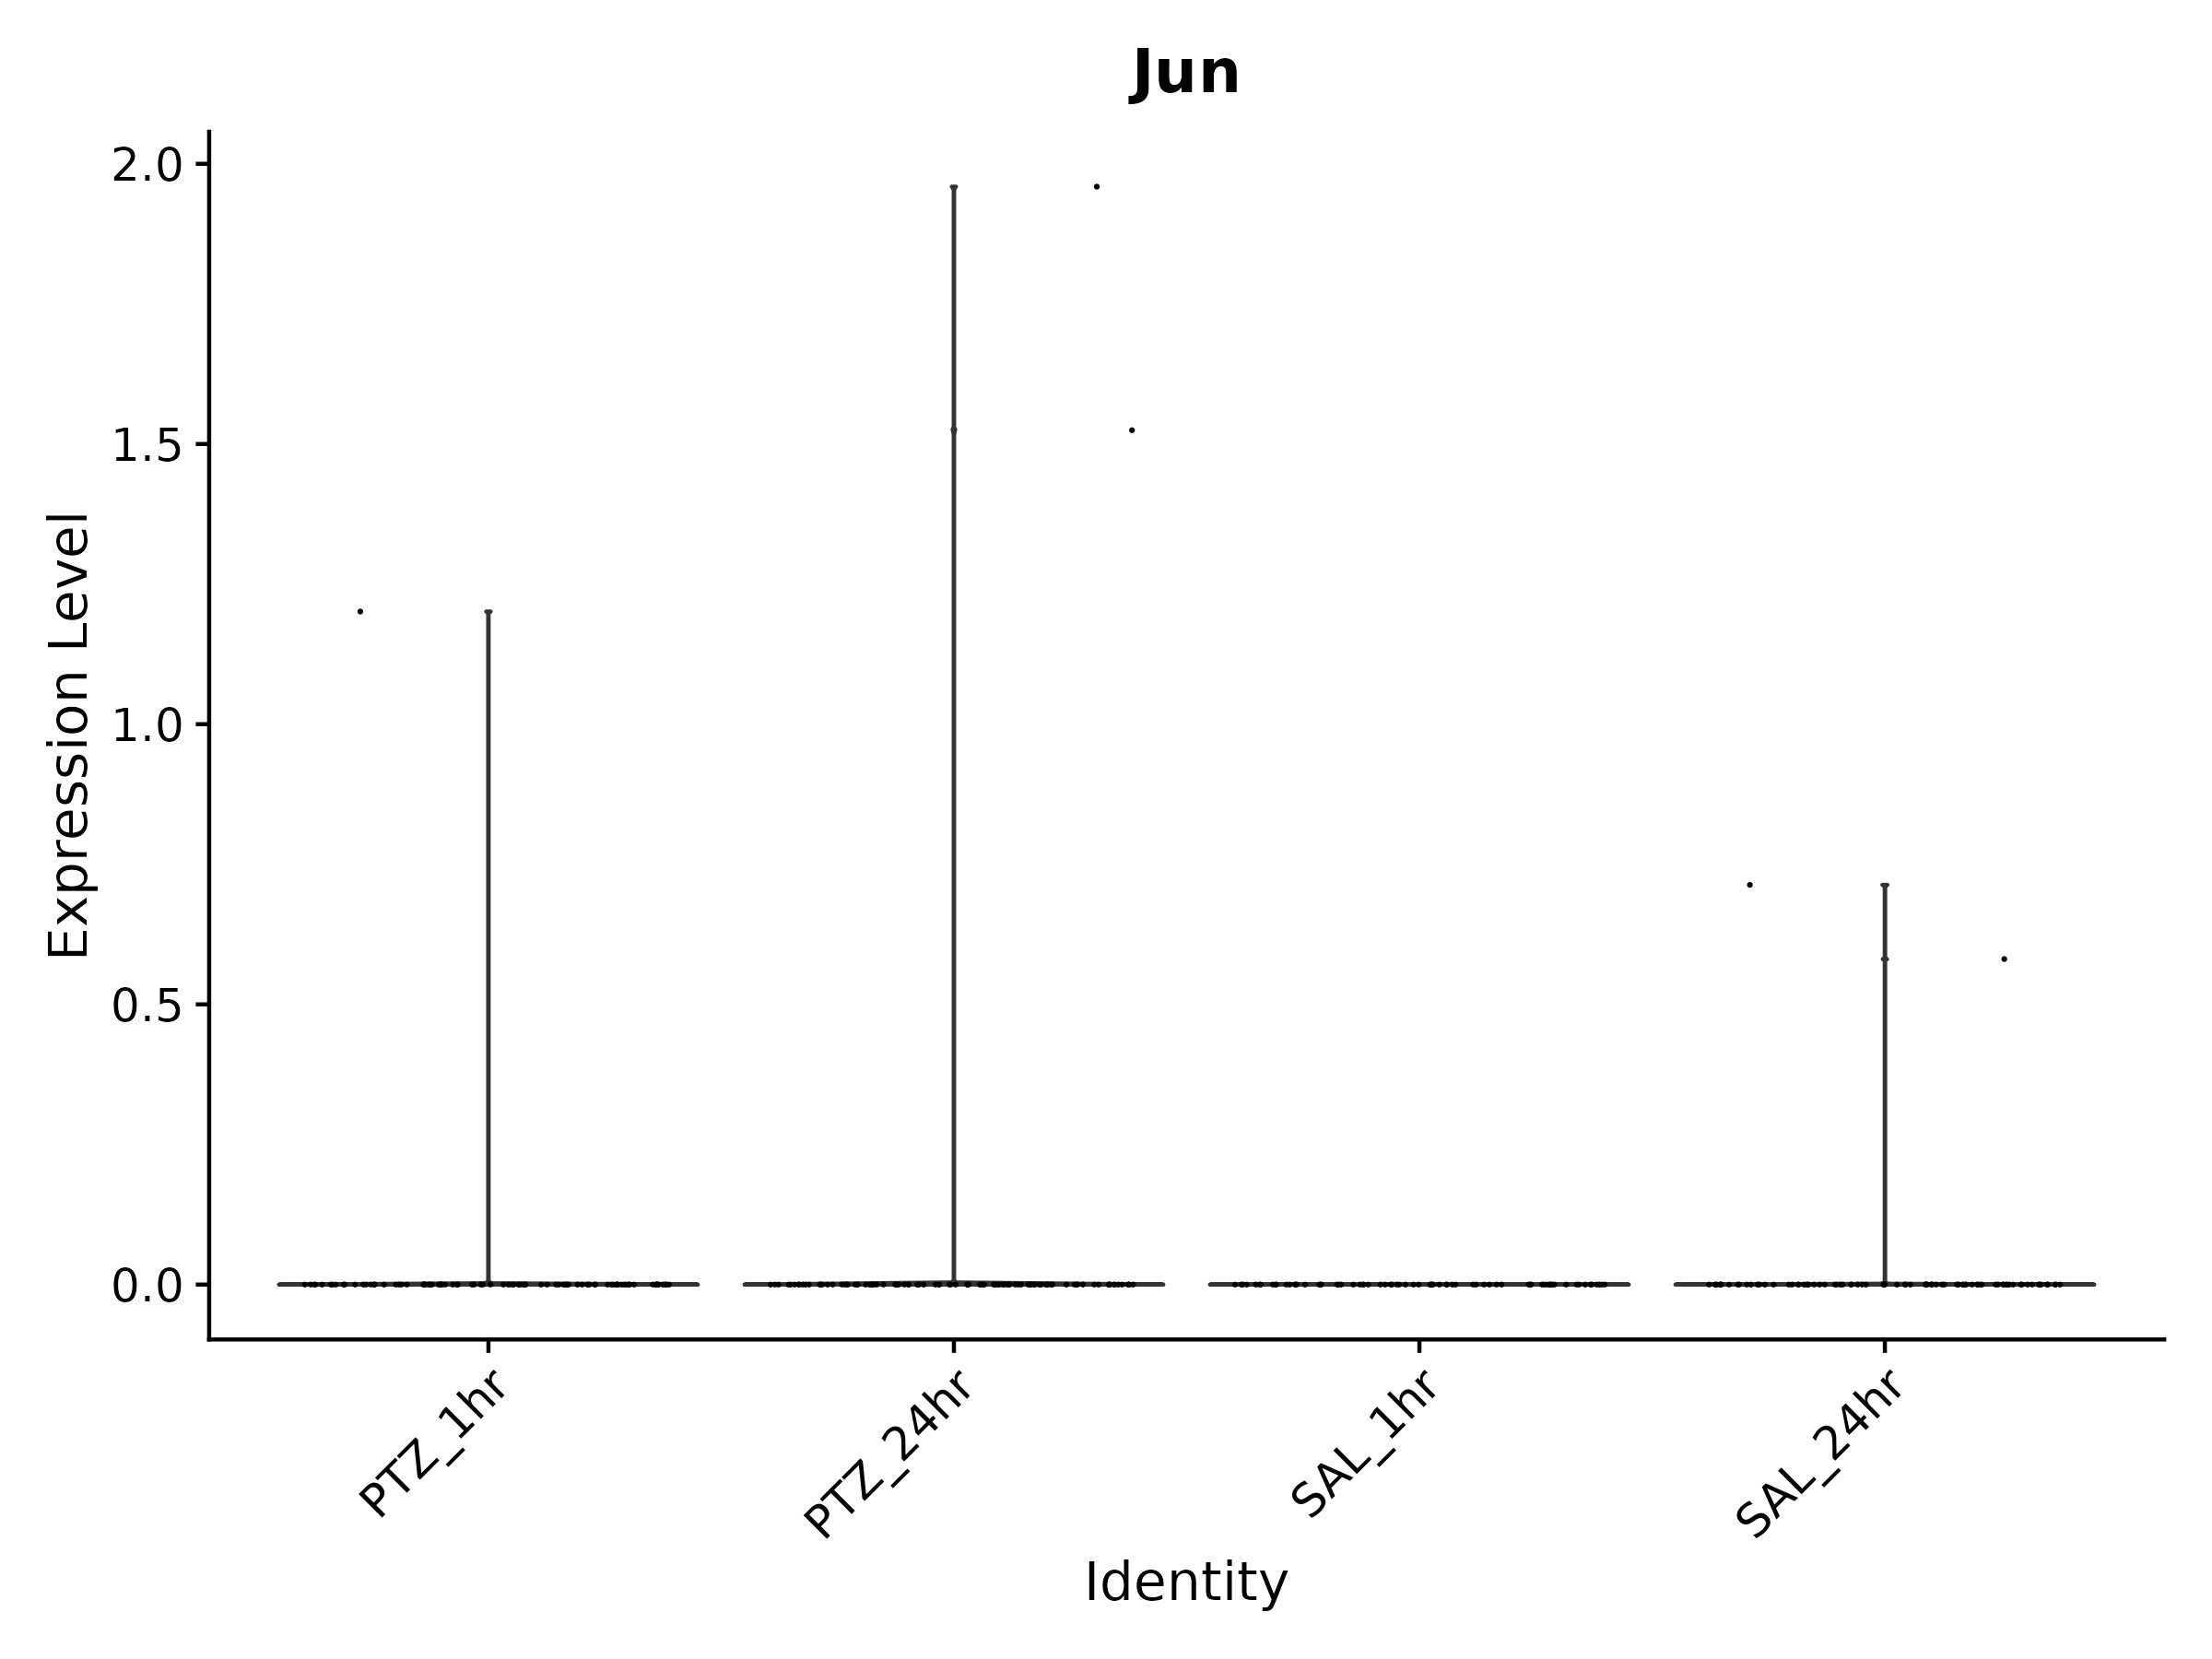 Jun
Expression Level
2.0
1.5
1.0
0.5
0.0
PTZ_1hr
PTZ_24hr
SAL_1hr
SAL_24hr
Identity